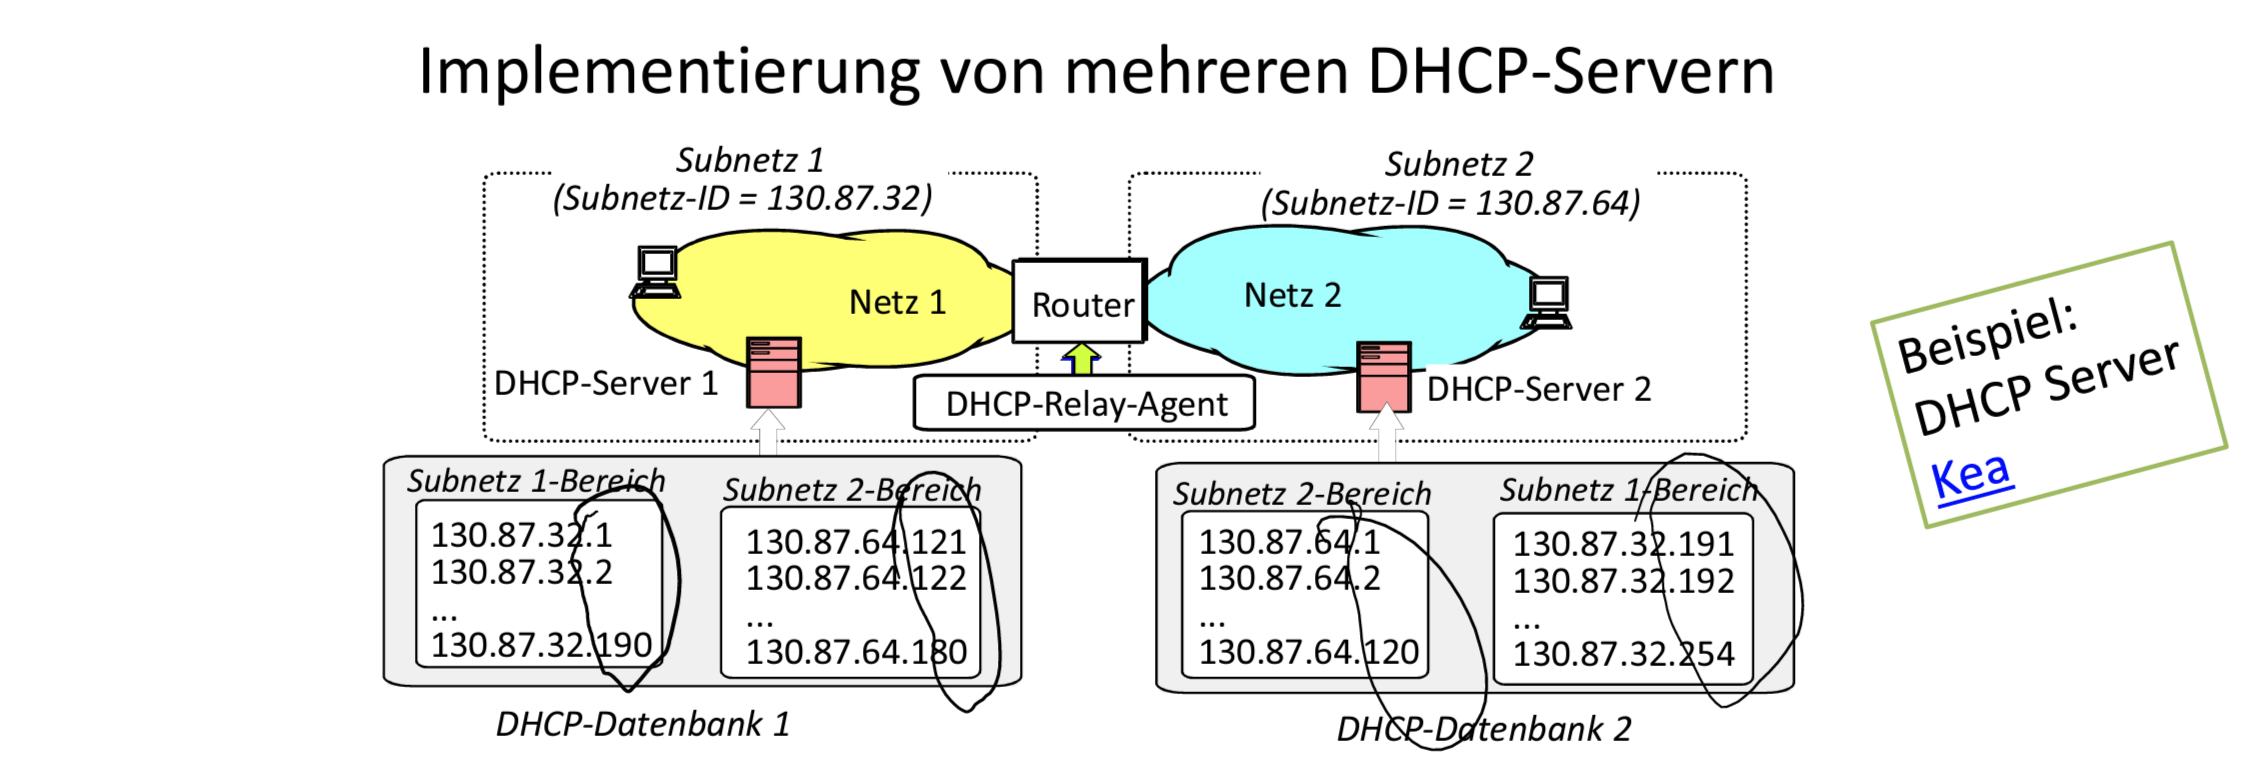 Implementierung von mehreren DHCP-Servern
Subnetz 1
(Subnetz-ID = 130.87.32)
Subnetz 2
(Subnetz-ID = 130.87.64)
Netz 1
Router
Netz 2
DHCP-Server 1
DHCP-Relay-Agent
DHCP-Server 2
Beispiel:
DHCP Server
Kea
Subnetz 1-Bereich
130.87.32.1
130.87.32.2
...
130.87.32.190
Subnetz 2-Bereich
130.87.64.121
130.87.64.122
...
130.87.64.180
DHCP-Datenbank 1
Subnetz 2-Bereich
130.87.64.1
130.87.64.2
...
130.87.64.120
Subnetz 1-Bereich
130.87.32.191
130.87.32.192
...
130.87.32.254
DHCP-Datenbank 2